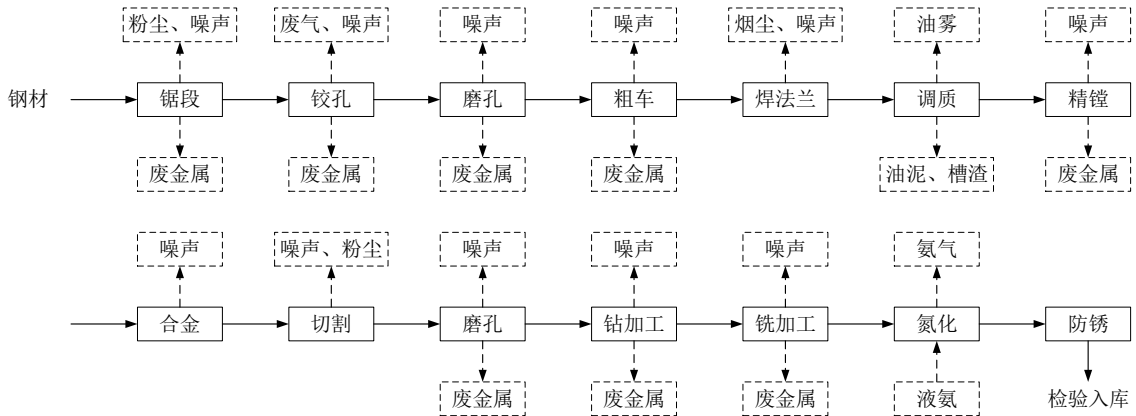 粉尘、噪声 废气、噪声 噪声 噪声 烟尘、噪声 油雾 噪声
钢材 锯段 铰孔 磨孔 粗车 焊法兰 调质 精镗
废金属 废金属 废金属 废金属 油泥、槽渣 废金属
噪声 噪声、粉尘 噪声 噪声 噪声 氨气
合金 切割 磨孔 钻加工 铣加工 氮化 防锈
废金属 废金属 废金属 液氨 检验入库